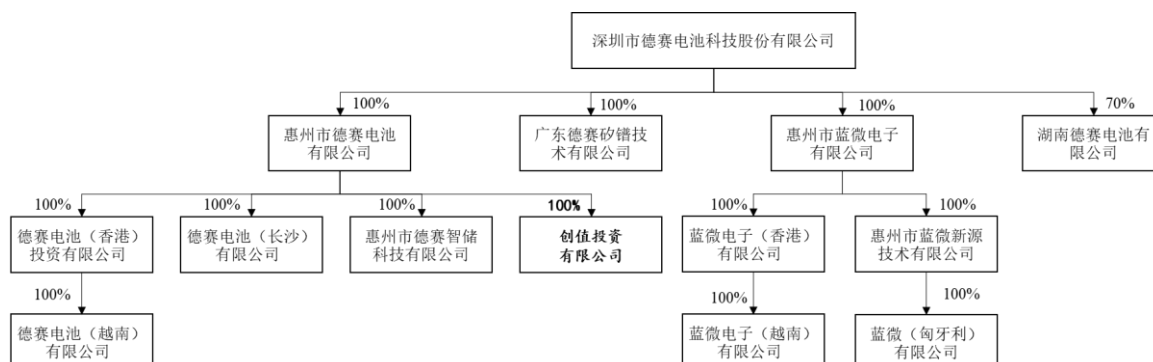 深圳市德赛电池科技股份有限公司
100%
100%
100%
70%
惠州市德赛电池
有限公司
广东德赛矽镨技
术有限公司
惠州市蓝微电子
有限公司
湖南德赛电池有
限公司
100%
100%
100%
100%
100%
100%
德赛电池（香港）
投资有限公司
德赛电池（长沙）
有限公司
惠州市德赛智储
科技有限公司
创值投资
有限公司
蓝微电子（香港）
有限公司
惠州市蓝微新源
技术有限公司
100%
100%
100%
德赛电池（越南）
有限公司
蓝微电子（越南）
有限公司
蓝微（匈牙利）
有限公司